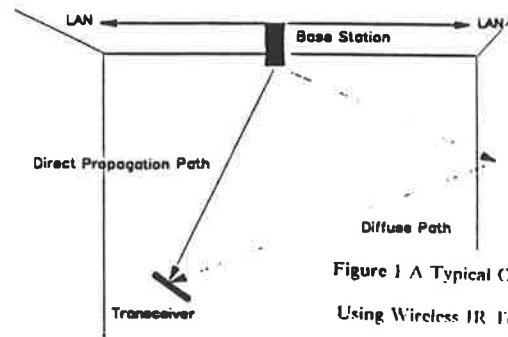 LAN LAN
Base Station
Direct Propagation Path
Diffuse Path
Transceiver
Figure 1 A Typical
Using Wireless IR